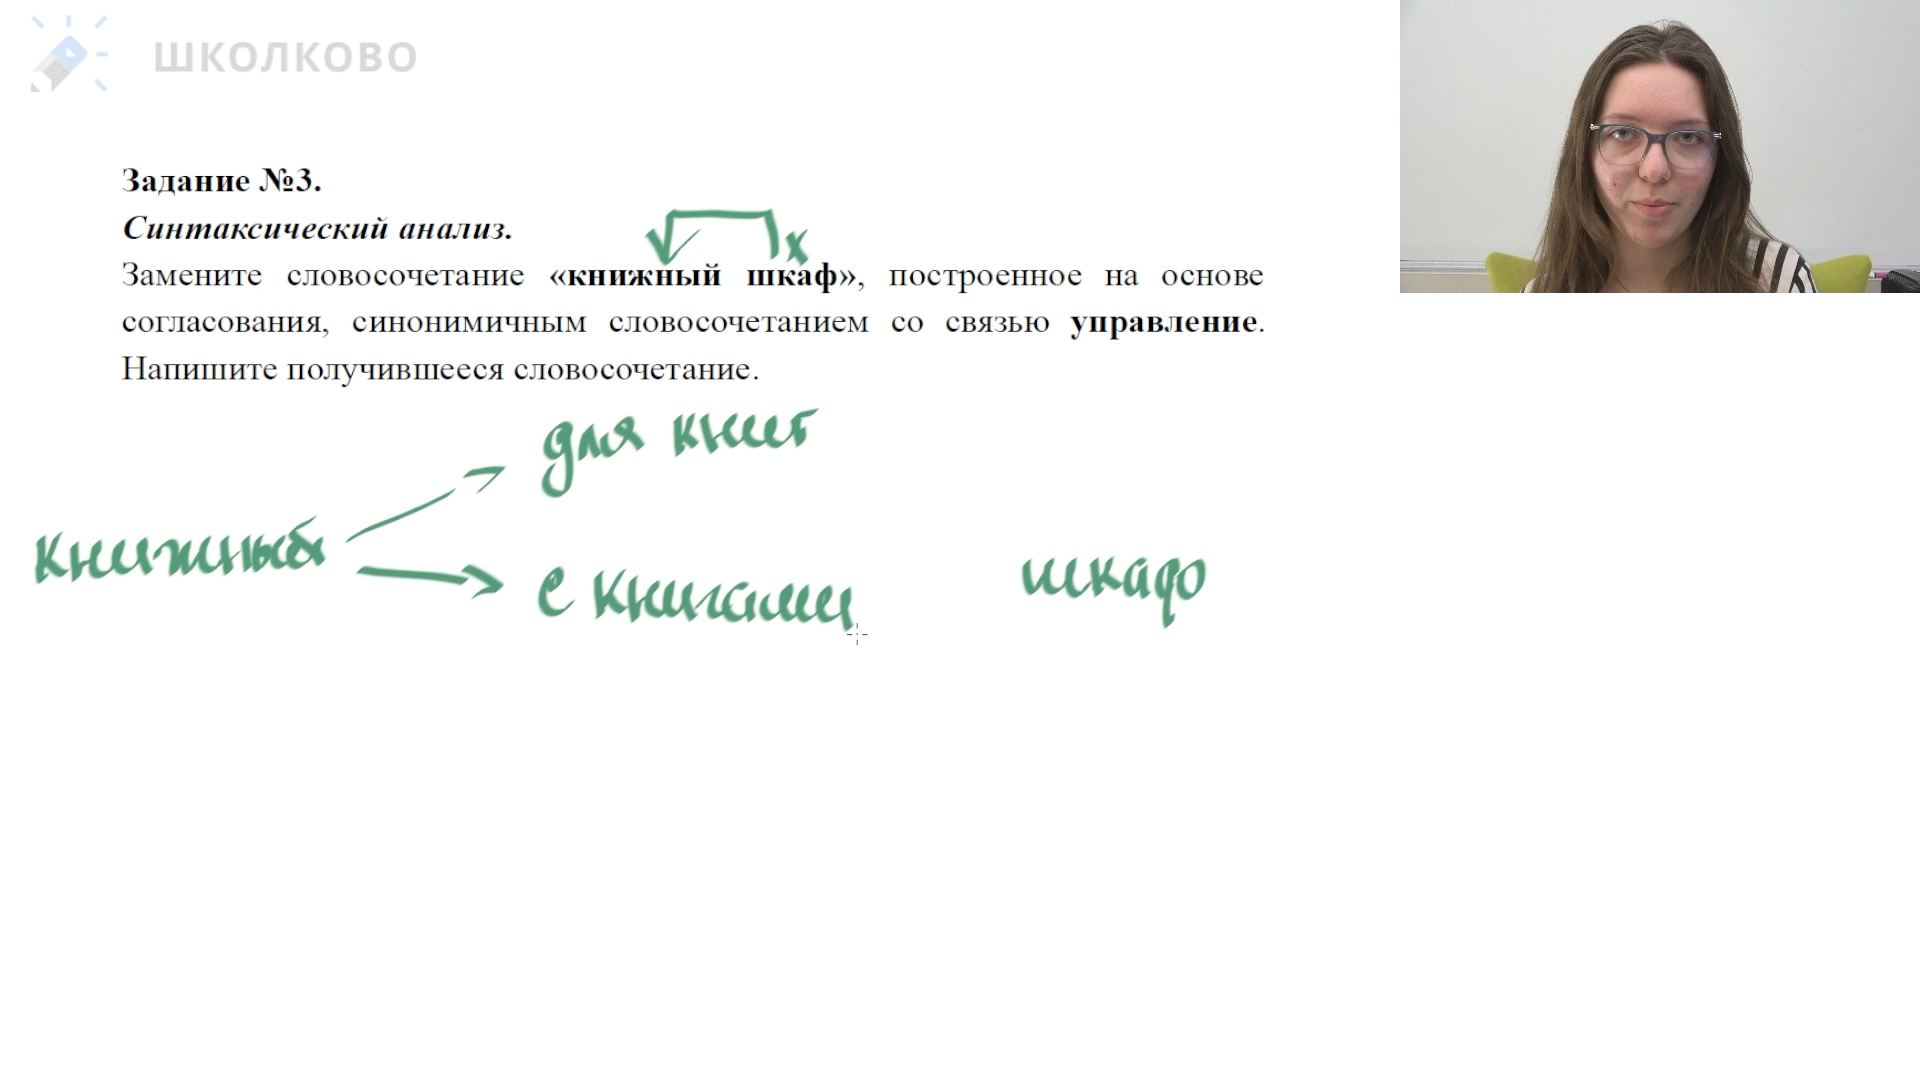 ШКОЛКОВО
Задание №3.
Синтаксический анализ.
х
Замените словосочетание «книжный шкаф», построенное на основе
согласования, синонимичным словосочетанием со связью управление.
Напишите получившееся словосочетание.
для книг
книжный
с книгами
шкаф